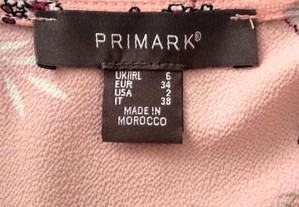 PRIMARK®
UK/IRL 6
EUR 34
USA 2
IT 38
MADE IN
MOROCCO